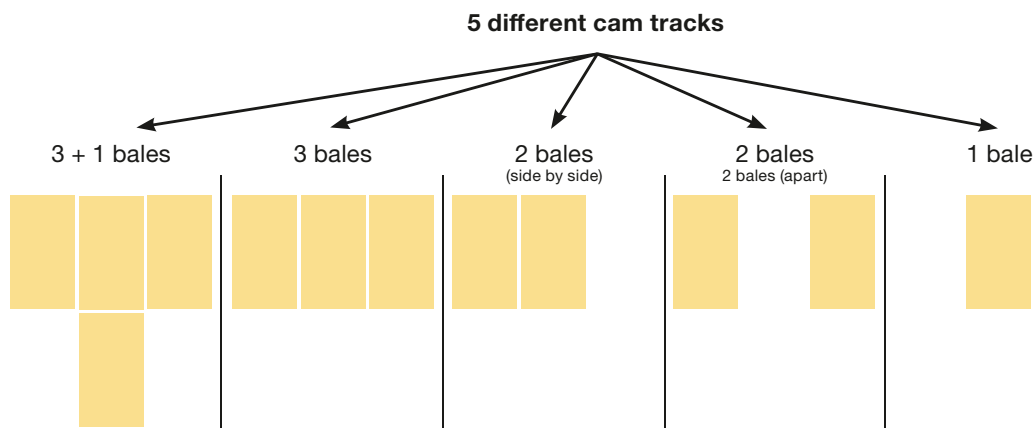 5 different cam tracks
3 + 1 bales
3 bales
2 bales
(side by side)
2 bales
2 bales (apart)
1 bale